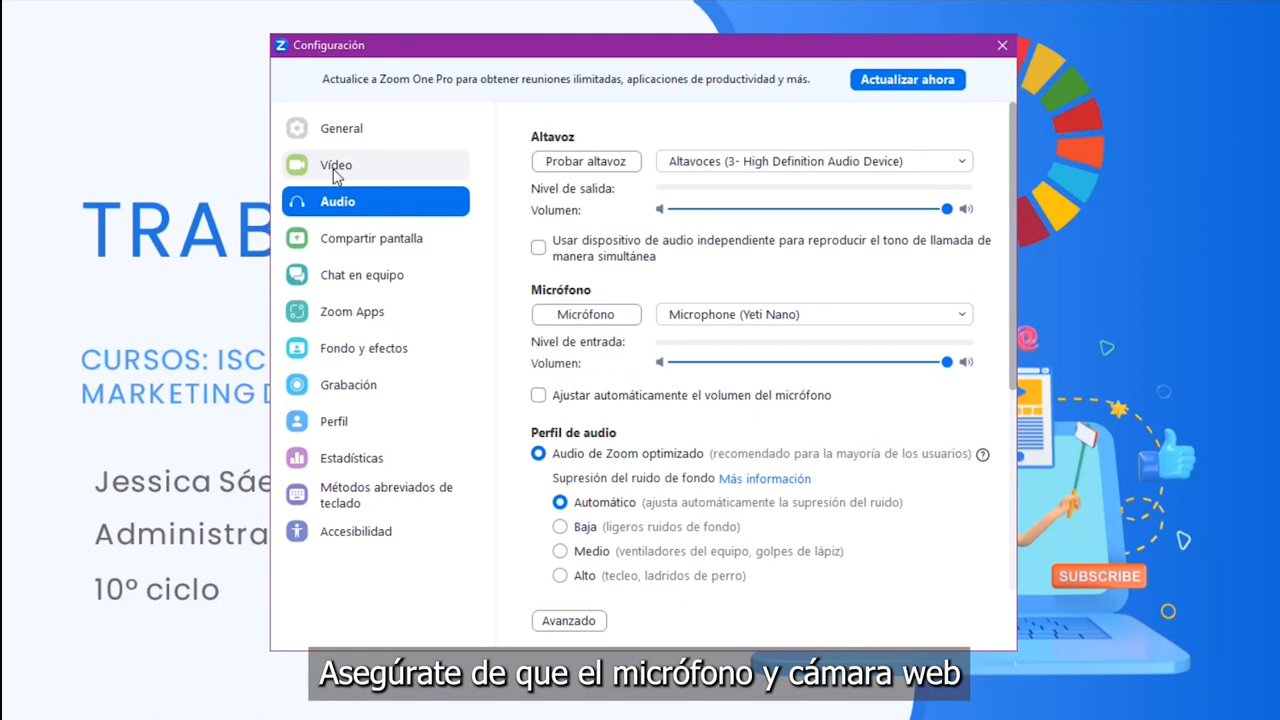 Configuración
Actualice a Zoom One Pro para obtener reuniones ilimitadas, aplicaciones de productividad y más.
Actualizar ahora
General
Vídeo
Audio
Compartir pantalla
Chat en equipo
Zoom Apps
Fondo y efectos
Grabación
Perfil
Estadísticas
Métodos abreviados de
teclado
Accesibilidad
Altavoz
Probar altavoz
Altavoces (3- High Definition Audio Device)
Nivel de salida:
Volumen:
Usar dispositivo de audio independiente para reproducir el tono de llamada de
manera simultánea
Micrófono
Micrófono
Microphone (Yeti Nano)
Nivel de entrada:
Volumen:
Ajustar automáticamente el volumen del micrófono
Perfil de audio
Audio de Zoom optimizado (recomendado para la mayoría de los usuarios)
Supresión del ruido de fondo Más información
Automático (ajusta automáticamente la supresión del ruido)
Baja (ligeros ruidos de fondo)
Medio (ventiladores del equipo, golpes de lápiz)
Alto (tecleo, ladridos de perro)
Avanzado
TRAB
CURSOS: ISC
MARKETING D
Jessica Sáe
Administra
10° ciclo
SUBSCRIBE
Asegúrate de que el micrófono y cámara web